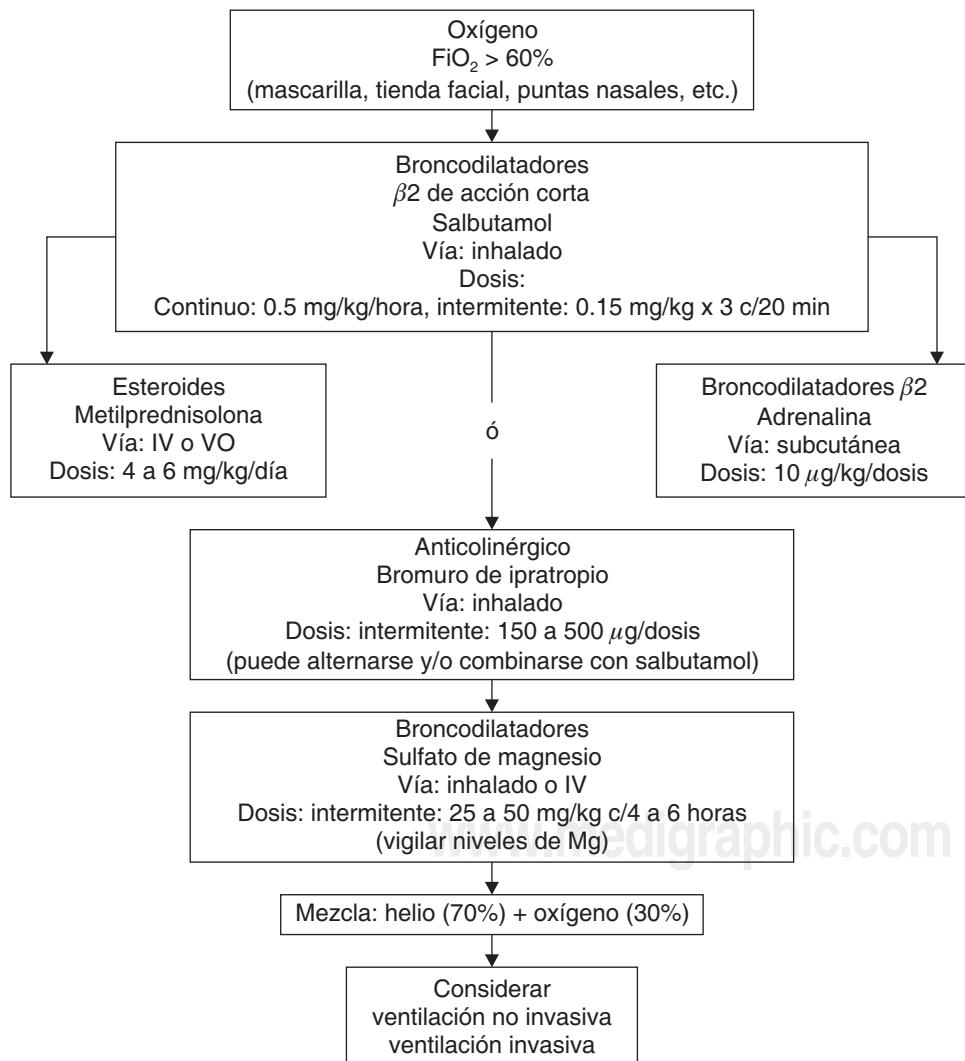 Oxígeno
FiO2 > 60%
(mascarilla, tienda facial, puntas nasales, etc.)
Broncodilatadores
β2 de acción corta
Salbutamol
Vía: inhalado
Dosis:
Continuo: 0.5 mg/kg/hora, intermitente: 0.15 mg/kg x 3 c/20 min
Esteroides
Metilprednisolona
Vía: IV o VO
Dosis: 4 a 6 mg/kg/día
ó
Broncodilatadores β2
Adrenalina
Vía: subcutánea
Dosis: 10 μg/kg/dosis
Anticolinérgico
Bromuro de ipratropio
Vía: inhalado
Dosis: intermitente: 150 a 500 μg/dosis
(puede alternarse y/o combinarse con salbutamol)
Broncodilatadores
Sulfato de magnesio
Vía: inhalado o IV
Dosis: intermitente: 25 a 50 mg/kg c/4 a 6 horas
(vigilar niveles de Mg)
www.medigraphic.com
Mezcla: helio (70%) + oxígeno (30%)
Considerar
ventilación no invasiva
ventilación invasiva